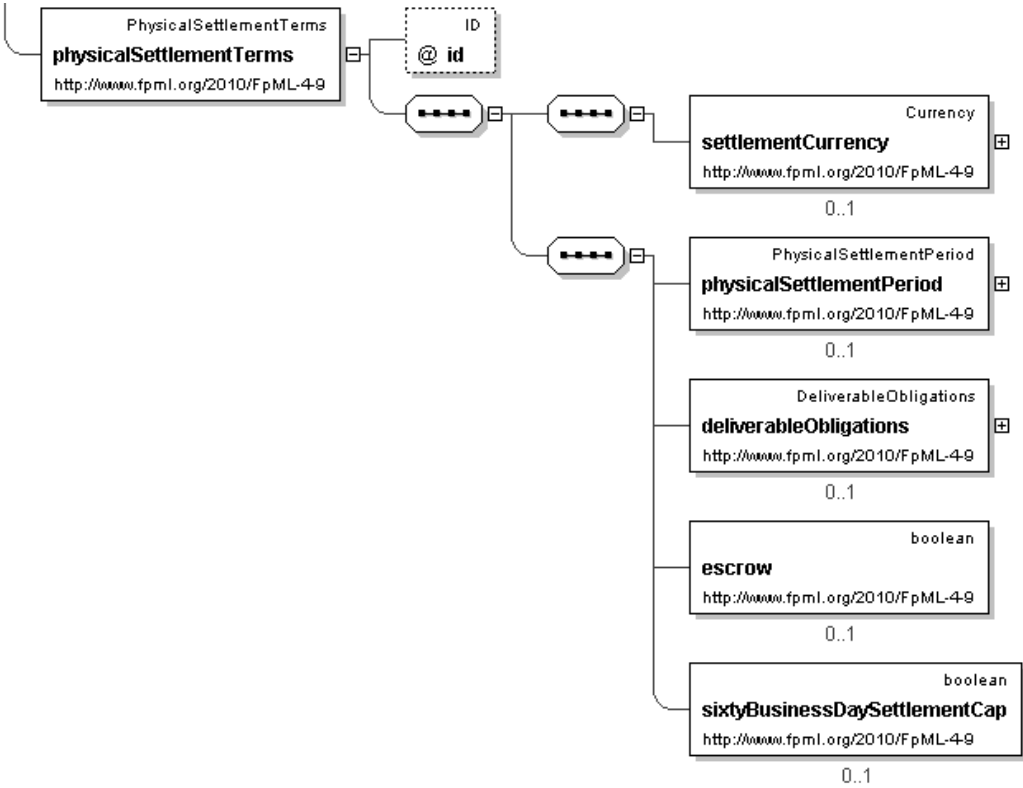 PhysicalSettlementTerms
physicalSettlementTerms
http://www.fpml.org/2010/FpML-4-9
ID
@ id
Currency
settlementCurrency
http://www.fpml.org/2010/FpML-4-9
0..1
PhysicalSettlementPeriod
physicalSettlementPeriod
http://www.fpml.org/2010/FpML-4-9
0..1
DeliverableObligations
deliverableObligations
http://www.fpml.org/2010/FpML-4-9
0..1
boolean
escrow
http://www.fpml.org/2010/FpML-4-9
0..1
boolean
sixtyBusinessDaySettlementCap
http://www.fpml.org/2010/FpML-4-9
0..1